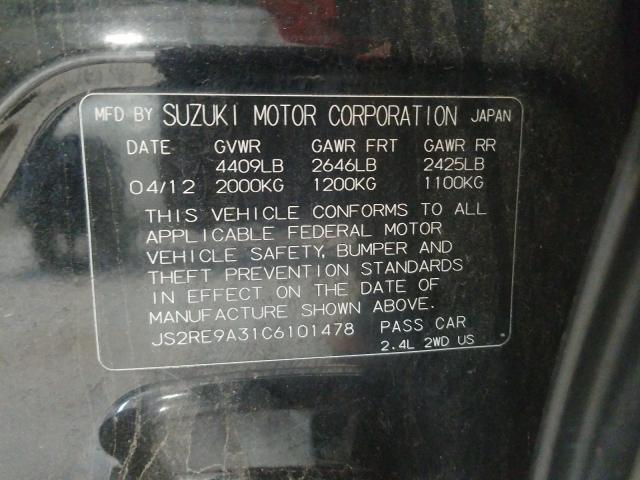 MFD BY SUZUKI MOTOR CORPORATION JAPAN
DATE GVWR GAWR FRT GAWR RR
4409LB 2646LB 2425LB
04/12 2000KG 1200KG 1100KG
THIS VEHICLE CONFORMS TO ALL
APPLICABLE FEDERAL MOTOR
VEHICLE SAFETY, BUMPER AND
THEFT PREVENTION STANDARDS
IN EFFECT ON THE DATE OF
MANUFACTURE SHOWN ABOVE.
JS2RE9A31C6101478 PASS CAR
2.4L 2WD US